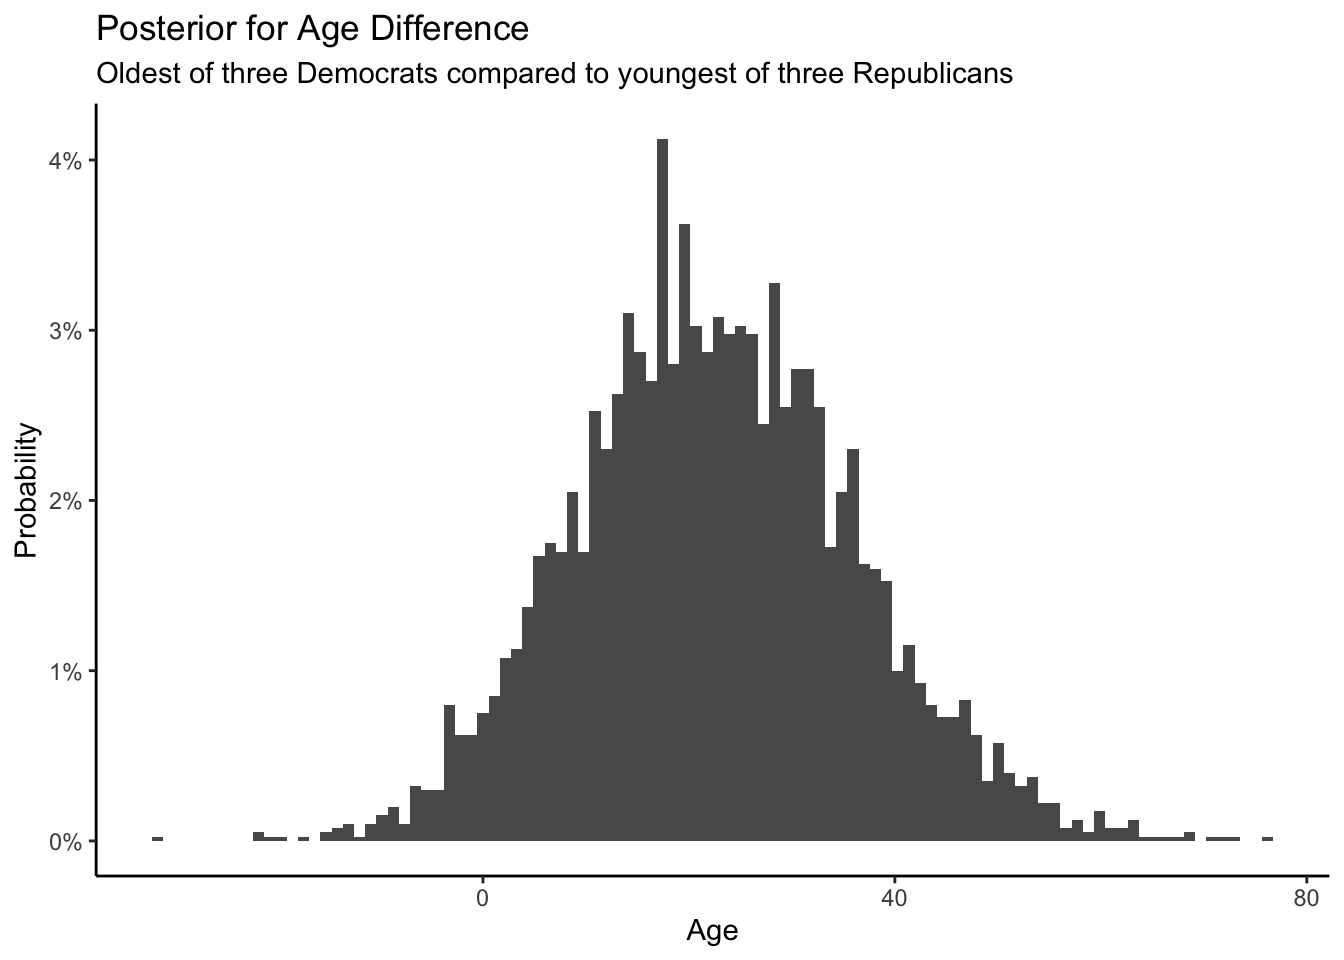 Posterior for Age Difference
Oldest of three Democrats compared to youngest of three Republicans
4%
3%
2%
1%
0%
Probability
0
40
80
Age